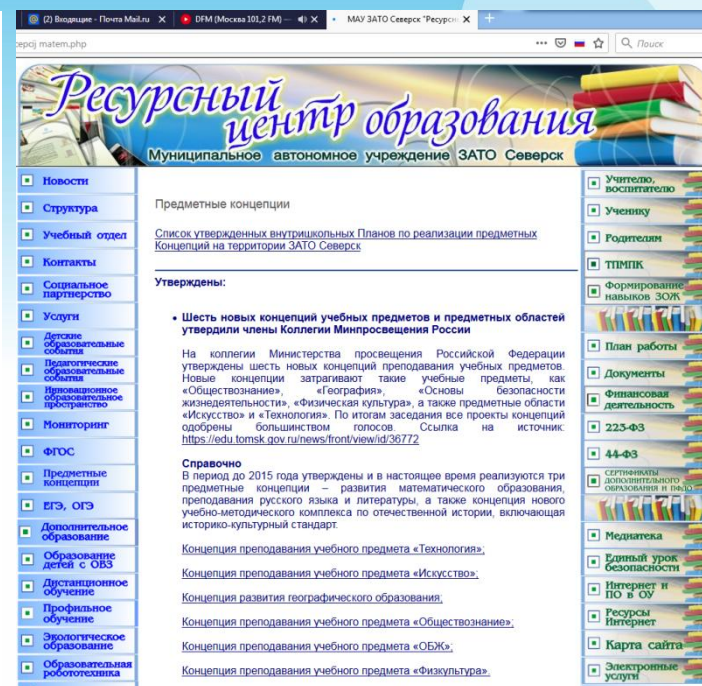 (2) Входящие - Почта Mail.ru
DFM (Москва 101,2 FM) —
МАУ ЗАТО Северск "Ресурсн
cepcij matem.php
Поиск
Ресурсный
центр образования
Муниципальное автономное учреждение ЗАТО Северск
Новости
Структура
Учебный отдел
Контакты
Социальное
партнерство
Услуги
Детские
образовательные
события
Педагогические
образовательные
события
Инновационное
образовательное
пространство
Мониторинг
ФГОС
Предметные
концепции
ЕГЭ, ОГЭ
Дополнительное
образование
Образование
детей с ОВЗ
Дистанционное
обучение
Профильное
обучение
Экологическое
образование
Образовательная
робототехника
Предметные концепции
Список утвержденных внутришкольных Планов по реализации предметных
Концепций на территории ЗАТО Северск
Утверждены:
• Шесть новых концепций учебных предметов и предметных областей
утвердили члены Коллегии Минпросвещения России
На коллегии Министерства просвещения Российской Федерации
утверждены шесть новых концепций преподавания учебных предметов.
Новые концепции затрагивают такие учебные предметы, как
«Обществознание», «География», «Основы безопасности
жизнедеятельности», «Физическая культура», а также предметные области
«Искусство» и «Технология». По итогам заседания все проекты концепций
одобрены большинством голосов. Ссылка на источник:
https://edu.tomsk.gov.ru/news/front/view/id/36772
Справочно
В период до 2015 года утверждены и в настоящее время реализуются три
предметные концепции – развития математического образования,
преподавания русского языка и литературы, а также концепция нового
учебно-методического комплекса по отечественной истории, включающая
историко-культурный стандарт.
Концепция преподавания учебного предмета «Технология»;
Концепция преподавания учебного предмета «Искусство»;
Концепция развития географического образования;
Концепция преподавания учебного предмета «Обществознание»;
Концепция преподавания учебного предмета «ОБЖ»;
Концепция преподавания учебного предмета «Физкультура».
Учителю,
воспитателю
Ученику
Родителям
ТПМПК
Формирование
навыков ЗОЖ
План работы
Документы
Финансовая
деятельность
223-ФЗ
44-ФЗ
СЕРТИФИКАТЫ
ДОПОЛНИТЕЛЬНОГО
ОБРАЗОВАНИЯ И ПФДО
Медиатека
Единый урок
безопасности
Интернет и
ПО в ОУ
Ресурсы
Интернет
Карта сайта
Электронные
услуги